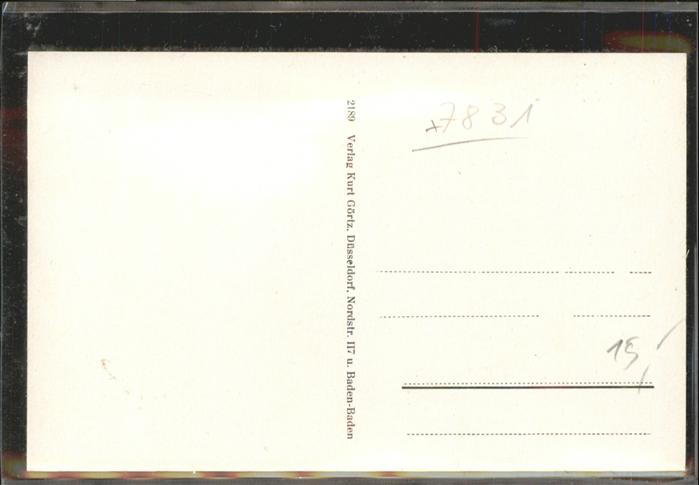 7831
2189 Verlag Kurt Görtz, Düsseldorf, Nordstr. 117 u. Baden-Baden
15,